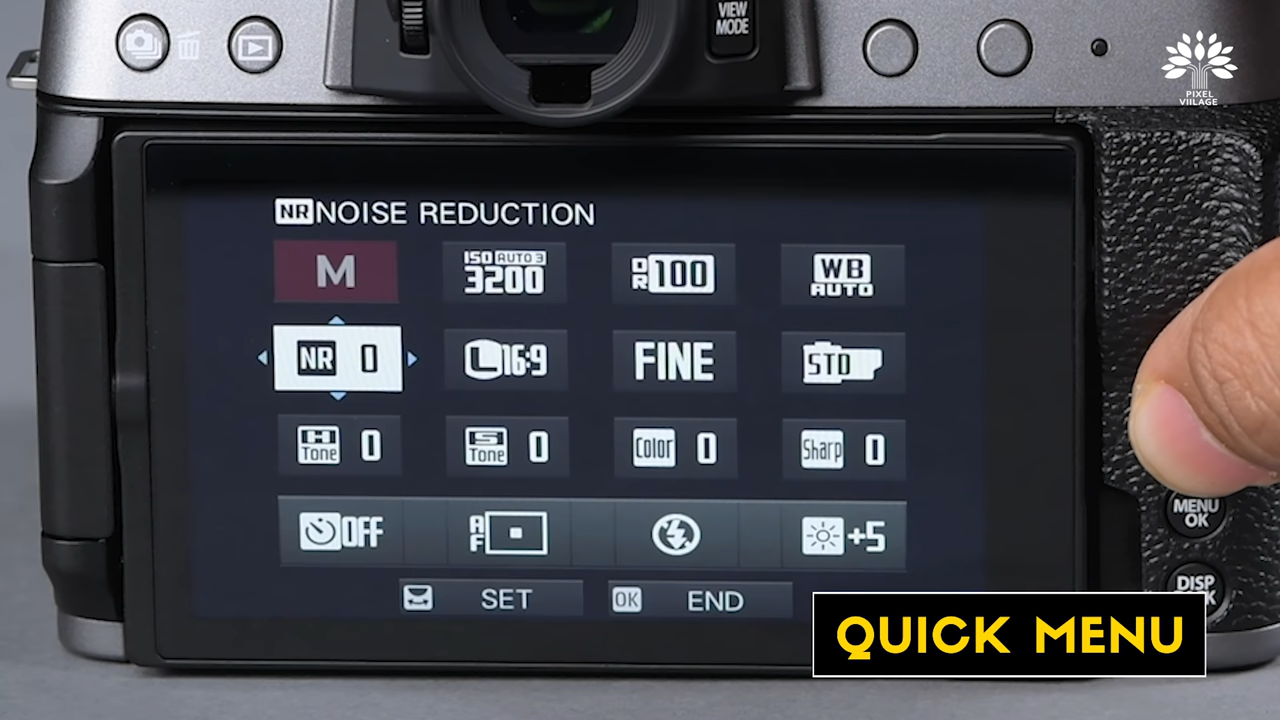 VIEW
MODE
PIXEL
VIILAGE
NR NOISE REDUCTION
M
ISO AUTO 3
3200
DR 100
WB
AUTO
NR 0
L 16:9
FINE
STD
H
Tone 0
S
Tone 0
Color 0
Sharp 0
OFF
AF
+5
SET
OK END
MENU
OK
DISP
QUICK MENU